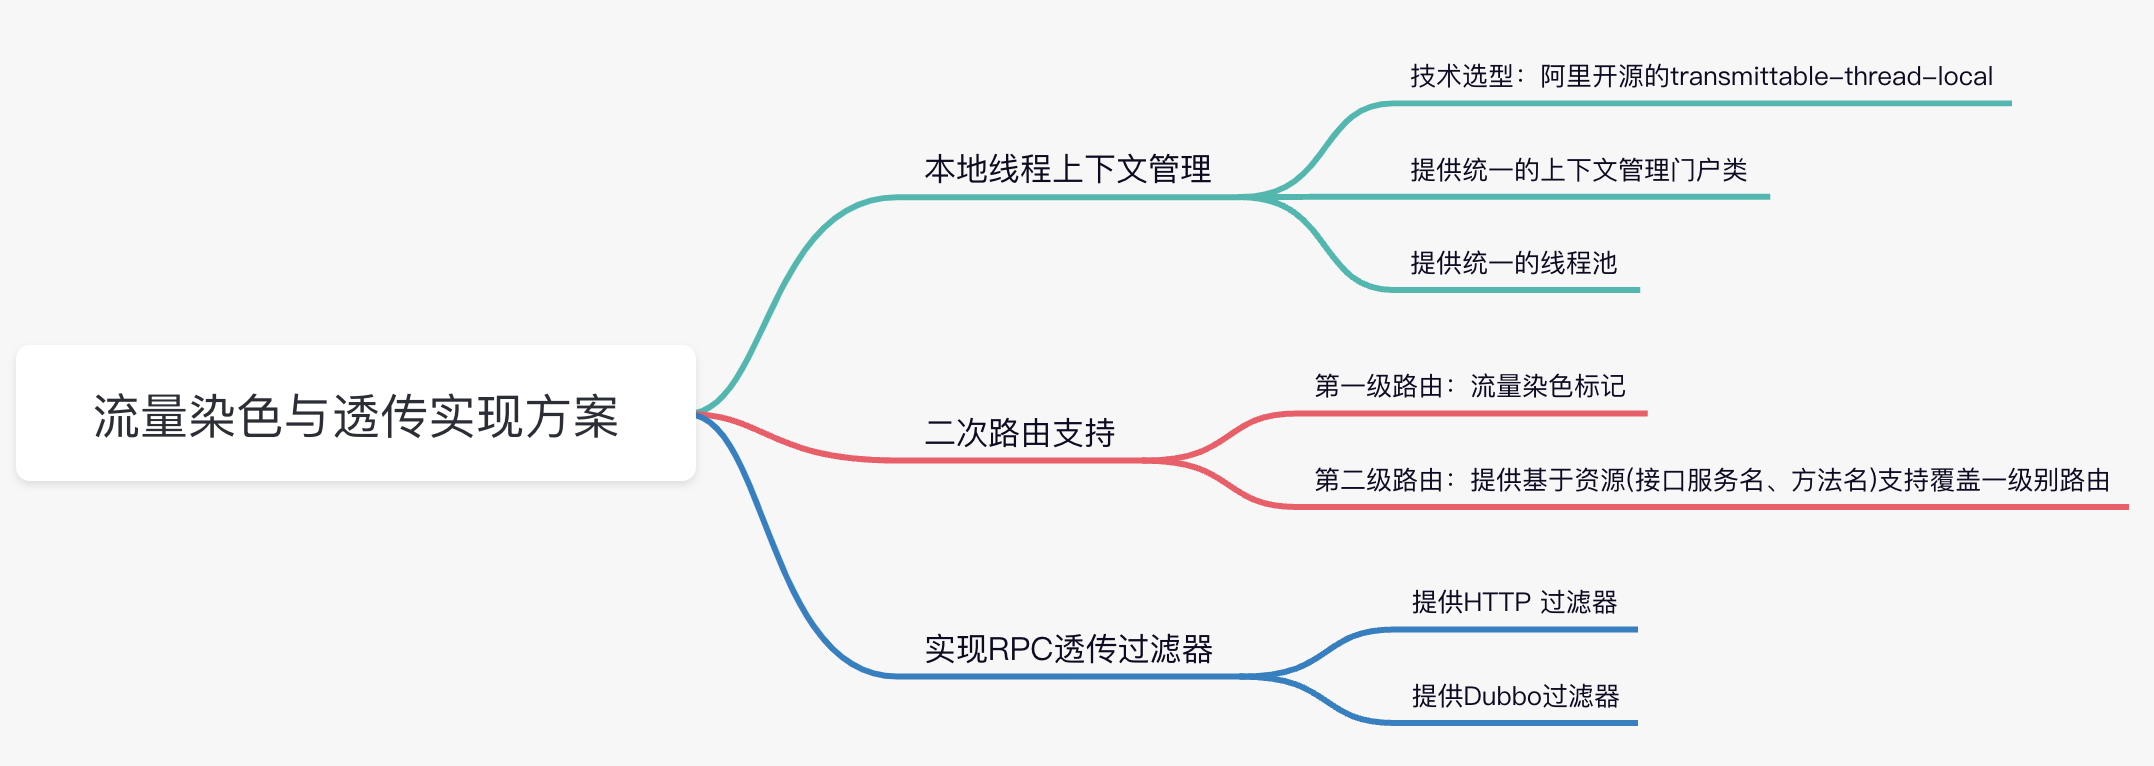 流量染色与透传实现方案
本地线程上下文管理
技术选型：阿里开源的transmittable-thread-local
提供统一的上下文管理门户类
提供统一的线程池
二次路由支持
第一级路由：流量染色标记
第二级路由：提供基于资源(接口服务名、方法名)支持覆盖一级别路由
实现RPC透传过滤器
提供HTTP 过滤器
提供Dubbo过滤器